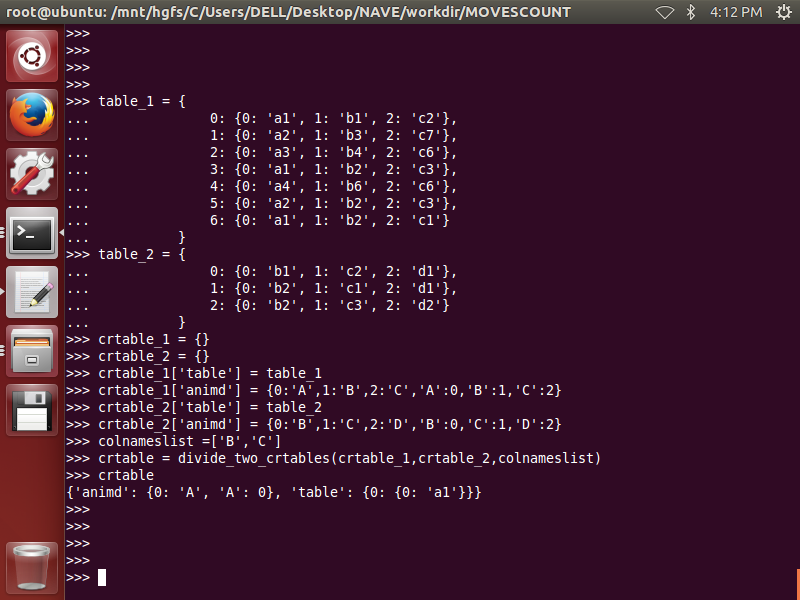 root@ubuntu: /mnt/hgfs/C/Users/DELL/Desktop/NAVE/workdir/MOVESCOUNT 4:12 PM
>>>
>>>
>>>
>>>
>>> table_1 = {
...               0: {0: 'a1', 1: 'b1', 2: 'c2'},
...               1: {0: 'a2', 1: 'b3', 2: 'c7'},
...               2: {0: 'a3', 1: 'b4', 2: 'c6'},
...               3: {0: 'a1', 1: 'b2', 2: 'c3'},
...               4: {0: 'a4', 1: 'b6', 2: 'c6'},
...               5: {0: 'a2', 1: 'b2', 2: 'c3'},
...               6: {0: 'a1', 1: 'b2', 2: 'c1'}
...           }
>>> table_2 = {
...               0: {0: 'b1', 1: 'c2', 2: 'd1'},
...               1: {0: 'b2', 1: 'c1', 2: 'd1'},
...               2: {0: 'b2', 1: 'c3', 2: 'd2'}
...           }
>>> crtable_1 = {}
>>> crtable_2 = {}
>>> crtable_1['table'] = table_1
>>> crtable_1['animd'] = {0:'A',1:'B',2:'C','A':0,'B':1,'C':2}
>>> crtable_2['table'] = table_2
>>> crtable_2['animd'] = {0:'B',1:'C',2:'D','B':0,'C':1,'D':2}
>>> colnameslist =['B','C']
>>> crtable = divide_two_crtables(crtable_1,crtable_2,colnameslist)
>>> crtable
{'animd': {0: 'A', 'A': 0}, 'table': {0: {0: 'a1'}}}
>>>
>>>
>>>
>>>
>>>